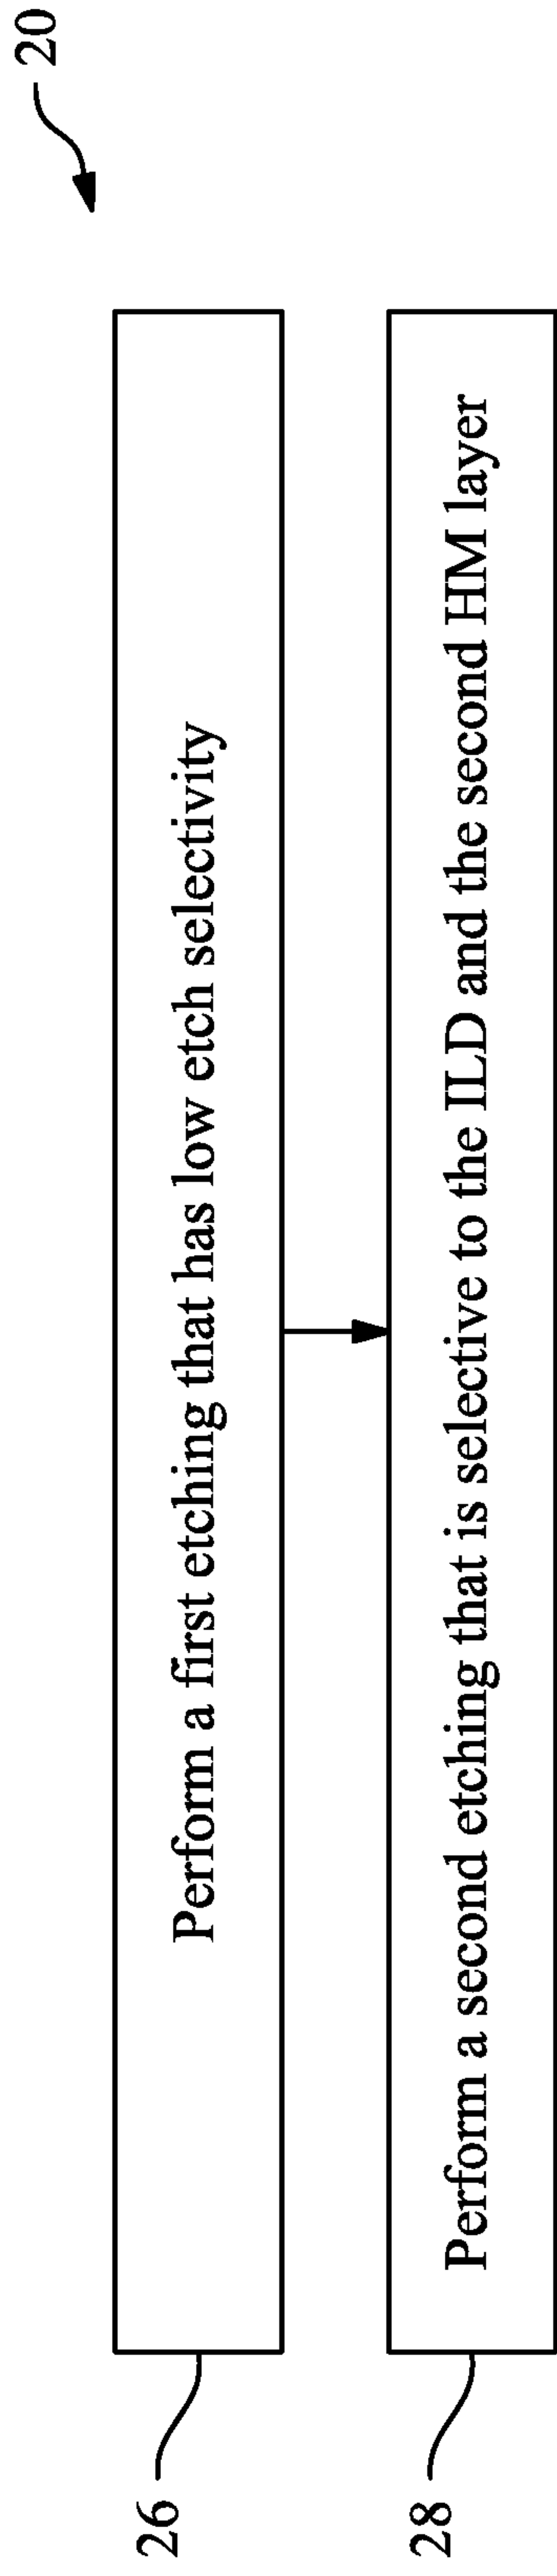 20
26
Perform a first etching that has low etch selectivity
28
Perform a second etching that is selective to the ILD and the second HM layer